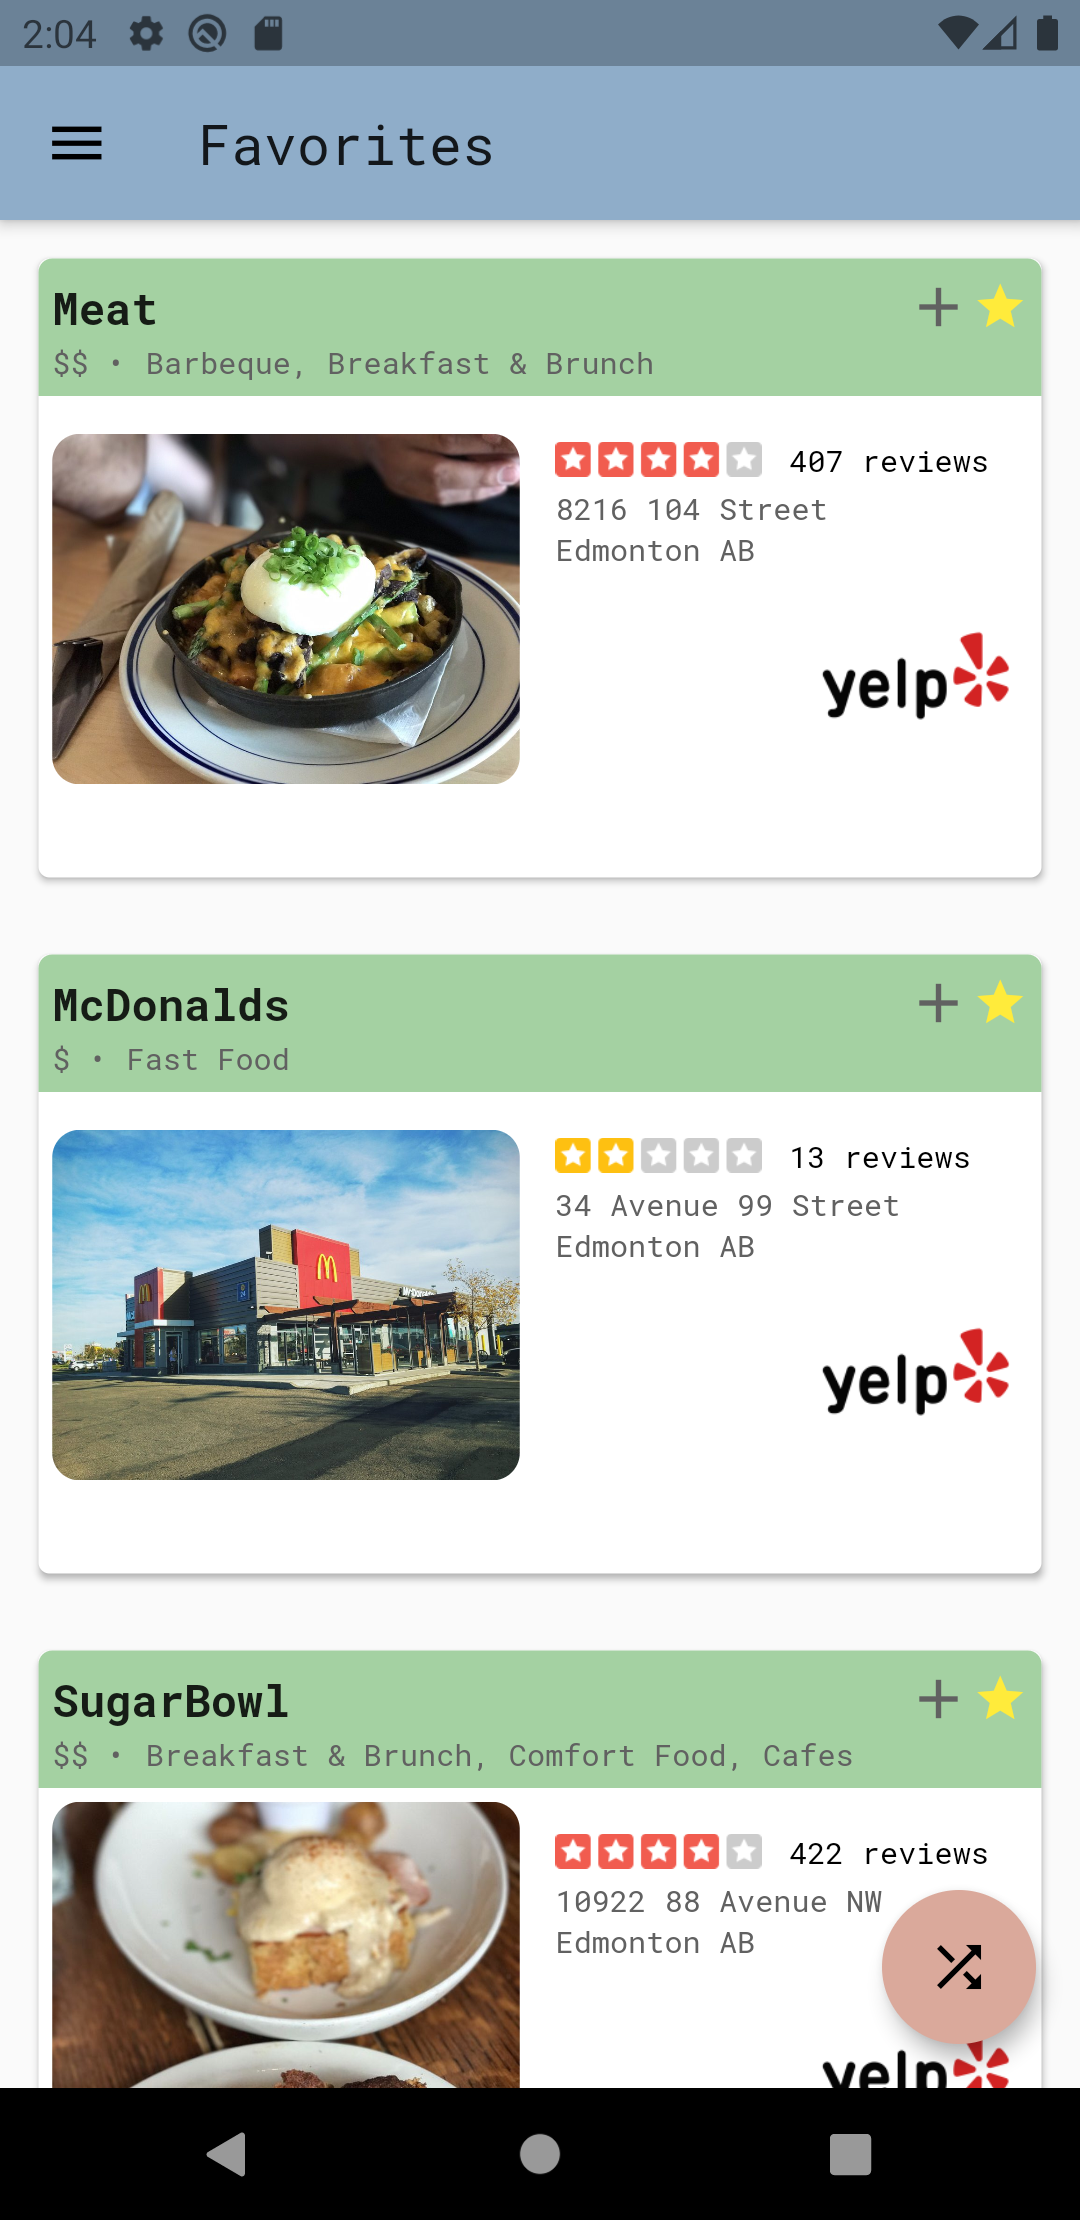 2:04
Favorites
Meat
$$ • Barbeque, Breakfast & Brunch
407 reviews
8216 104 Street
Edmonton AB
yelp
McDonalds
$ • Fast Food
13 reviews
34 Avenue 99 Street
Edmonton AB
yelp
SugarBowl
$$ • Breakfast & Brunch, Comfort Food, Cafes
422 reviews
10922 88 Avenue NW
Edmonton AB
yelp